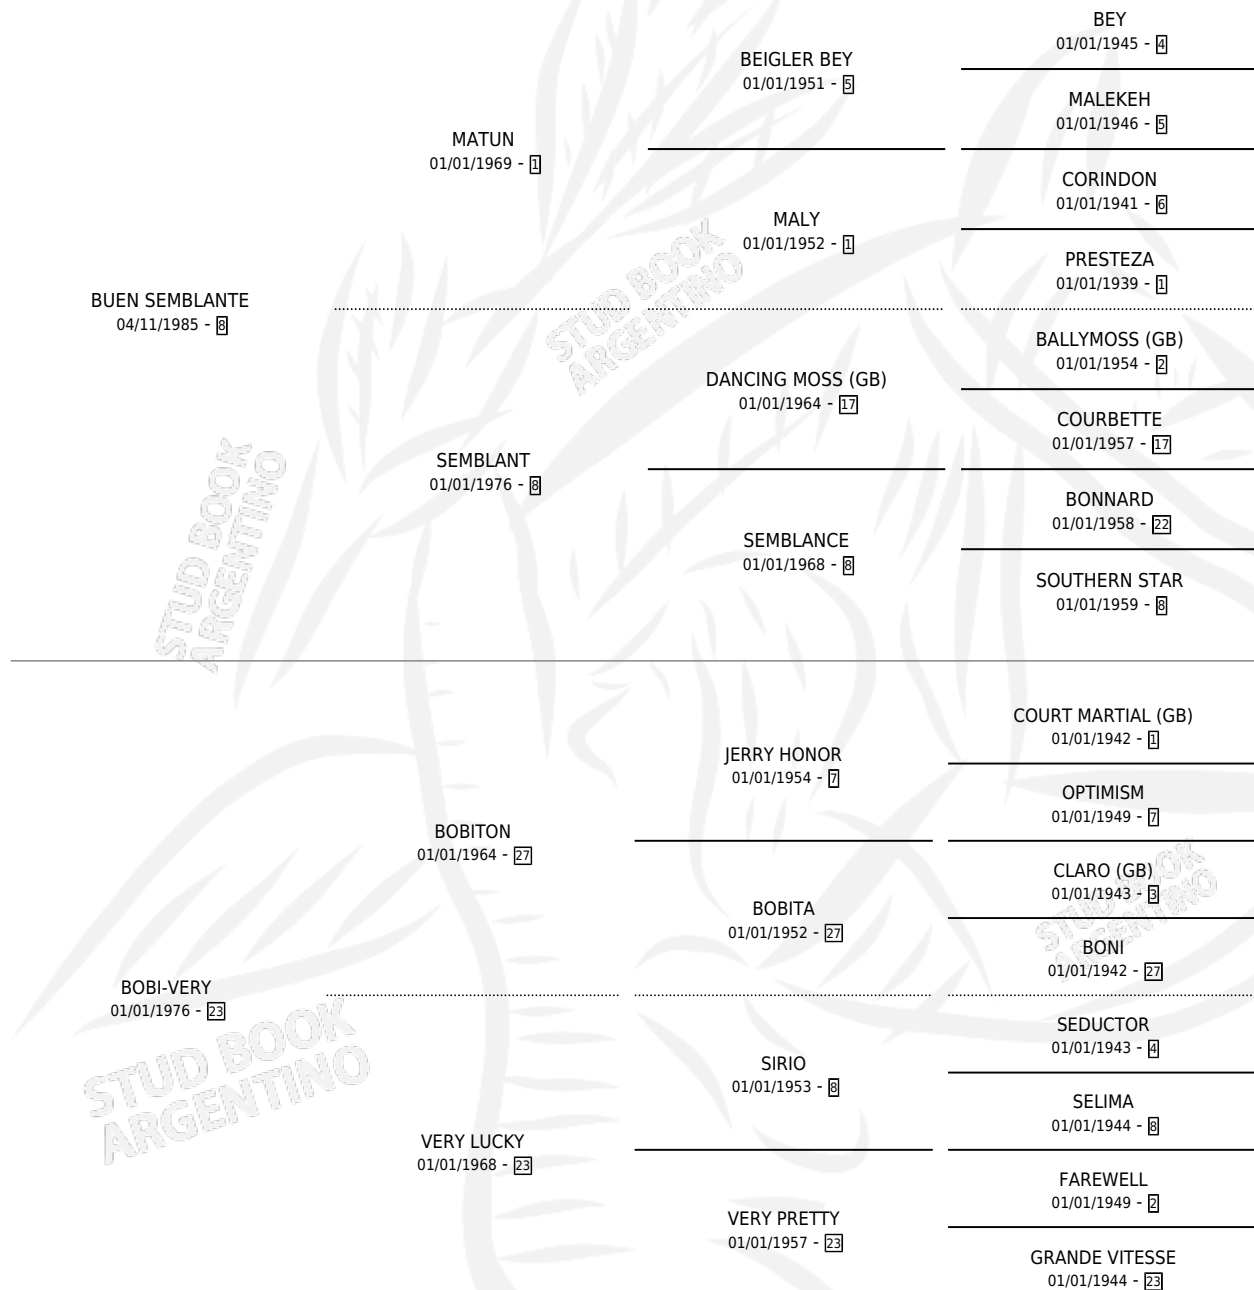 BUEN SEMBLANTE
04/11/1985 - 8
MATUN
01/01/1969 - 1
SEMBLANT
01/01/1976 - 8
BEIGLER BEY
01/01/1951 - 5
MALY
01/01/1952 - 1
DANCING MOSS (GB)
01/01/1964 - 17
SEMBLANCE
01/01/1968 - 8
BEY
01/01/1945 - 4
MALEKEH
01/01/1946 - 5
CORINDON
01/01/1941 - 6
PRESTEZA
01/01/1939 - 1
BALLYMOSS (GB)
01/01/1954 - 2
COURBETTE
01/01/1957 - 17
BONNARD
01/01/1958 - 22
SOUTHERN STAR
01/01/1959 - 8
BOBI-VERY
01/01/1976 - 23
BOBITON
01/01/1964 - 27
VERY LUCKY
01/01/1968 - 23
JERRY HONOR
01/01/1954 - 7
BOBITA
01/01/1952 - 27
SIRIO
01/01/1953 - 8
VERY PRETTY
01/01/1957 - 23
COURT MARTIAL (GB)
01/01/1942 - 1
OPTIMISM
01/01/1949 - 7
CLARO (GB)
01/01/1943 - 3
BONI
01/01/1942 - 27
SEDUCTOR
01/01/1943 - 4
SELIMA
01/01/1944 - 8
FAREWELL
01/01/1949 - 2
GRANDE VITESSE
01/01/1944 - 23
STUD BOOK
ARGENTINO
STUD BOOK
ARGENTINO
STUD BOOK
ARGENTINO
STUD BOOK
ARGENTINO